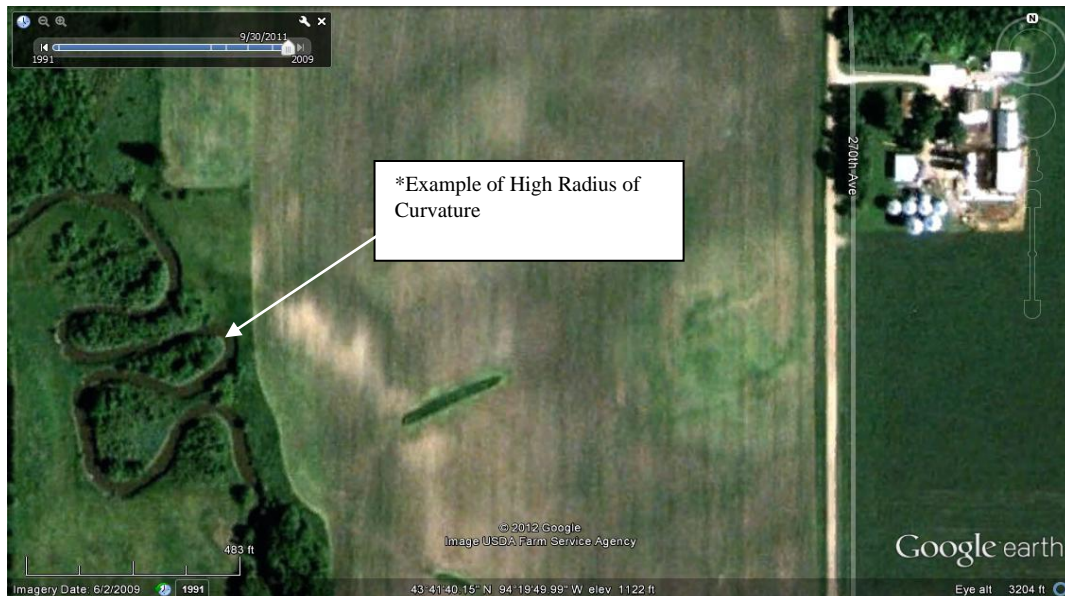 9/30/2011
1991
2009
N
*Example of High Radius of
Curvature
270th Ave
© 2012 Google
Image USDA Farm Service Agency
Google earth
483 ft
Imagery Date: 6/2/2009
1991
43°41'40.15" N 94°19'49.99" W elev 1122 ft
Eye alt 3204 ft